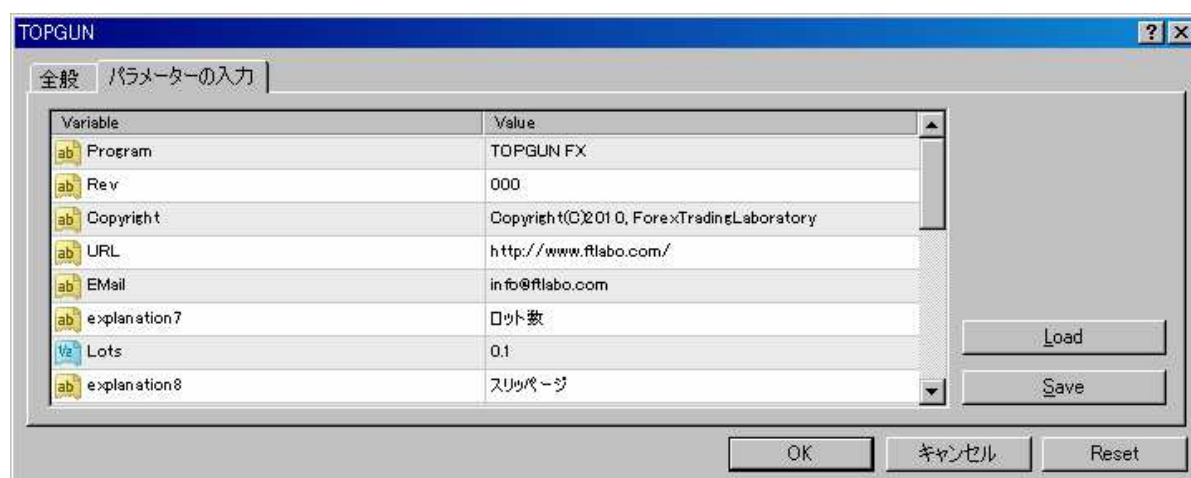 TOPGUN
全般 パラメーターの入力
Variable Value
Program TOPGUN FX
Rev 000
Copyright Copyright(C)2010, ForexTradingLaboratory
URL http://www.ftlabo.com/
EMail info@ftlabo.com
explanation7 ロット数
Lots 0.1
explanation8 スリッページ
Load
Save
OK キャンセル Reset